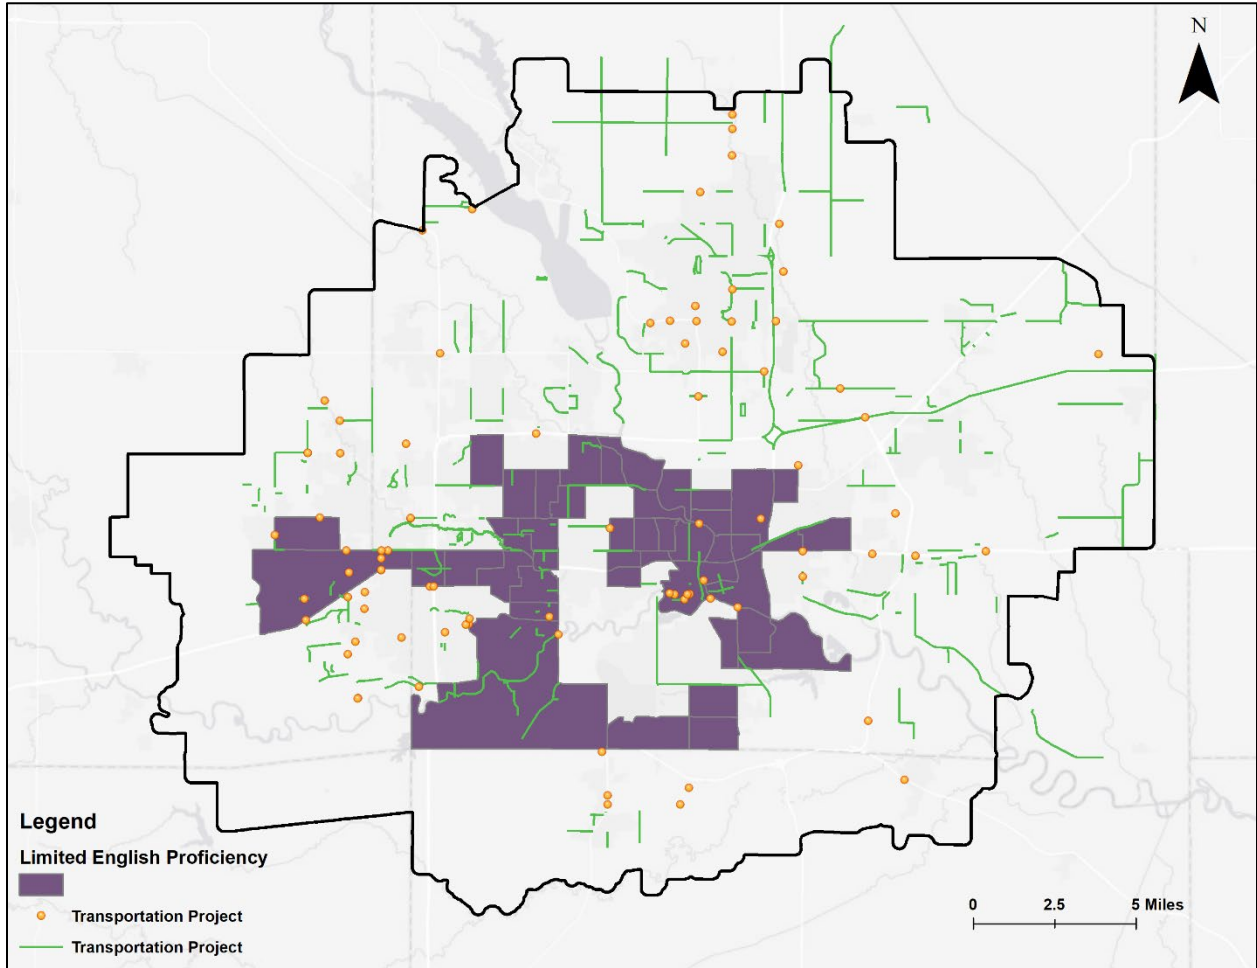 N
Legend
Limited English Proficiency
Transportation Project
Transportation Project
0 2.5 5 Miles